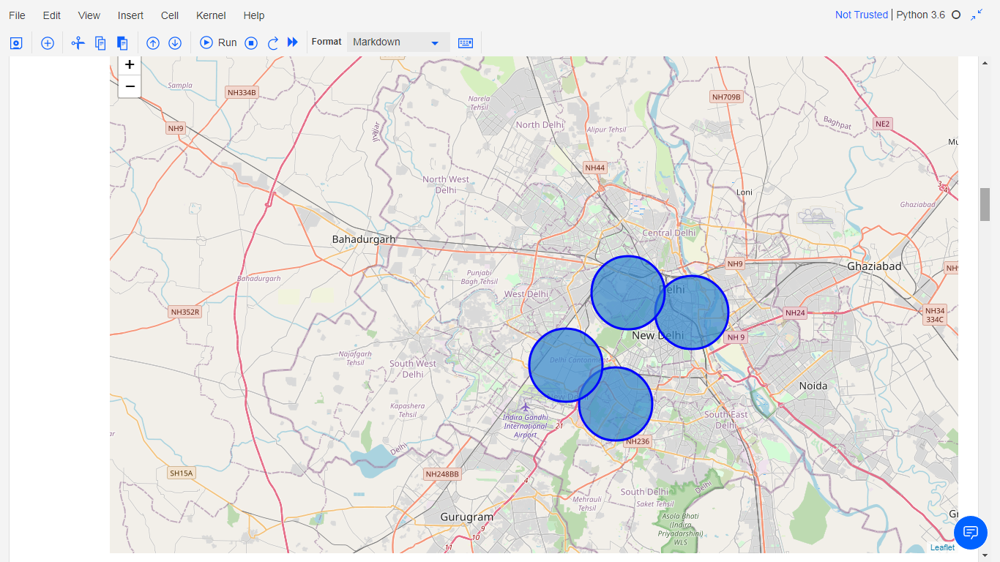 File Edit View Insert Cell Kernel Help Not Trusted | Python 3.6
Run Format Markdown
+
−
Sampla
NH334B
NH9
Jhajjar
Narela
Tehsil
North Delhi
Alipur Tehsil
NH709B
Baghpat
NE2
NH44
North West
Delhi
Loni
3
4
Ghaziabad
Central Delhi
Bahadurgarh
NH9
Ghaziabad
Bahadurgarh
Punjabi
Bagh Tehsil
West Delhi
Delhi
NH352R
NH24
NH34
334C
New Delhi
NH 9
Najafgarh
Tehsil
South West
Delhi
Delhi Cantonment
Noida
New Delhi
Kapashera
Tehsil
Indira Gandhi
International
Airport
21
South East
Delhi
NH236
Delhi
SH15A
NH248BB
4
South Delhi
Delhi
Mehrauli
Tehsil
Saket Tehsil
Gurugram
9
10
11
Asola Bhati
(Indira
Priyadarshini)
WLS
Leaflet